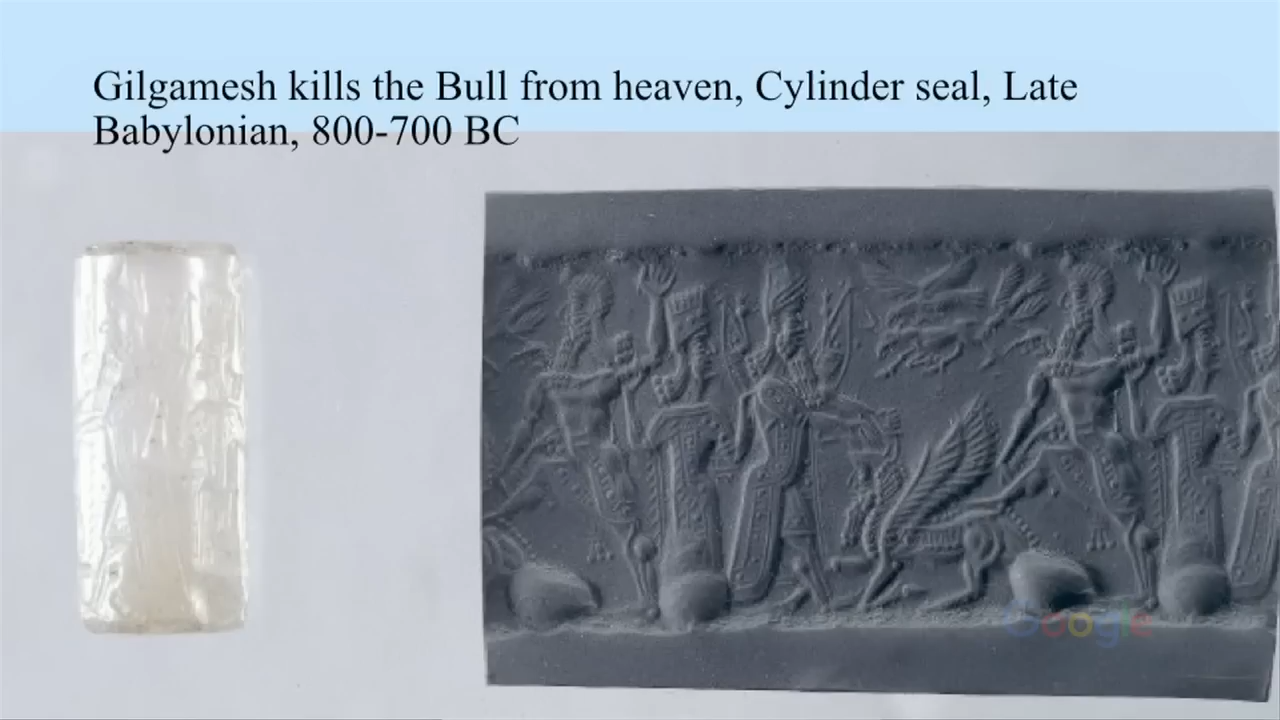 Gilgamesh kills the Bull from heaven, Cylinder seal, Late
Babylonian, 800-700 BC
Google